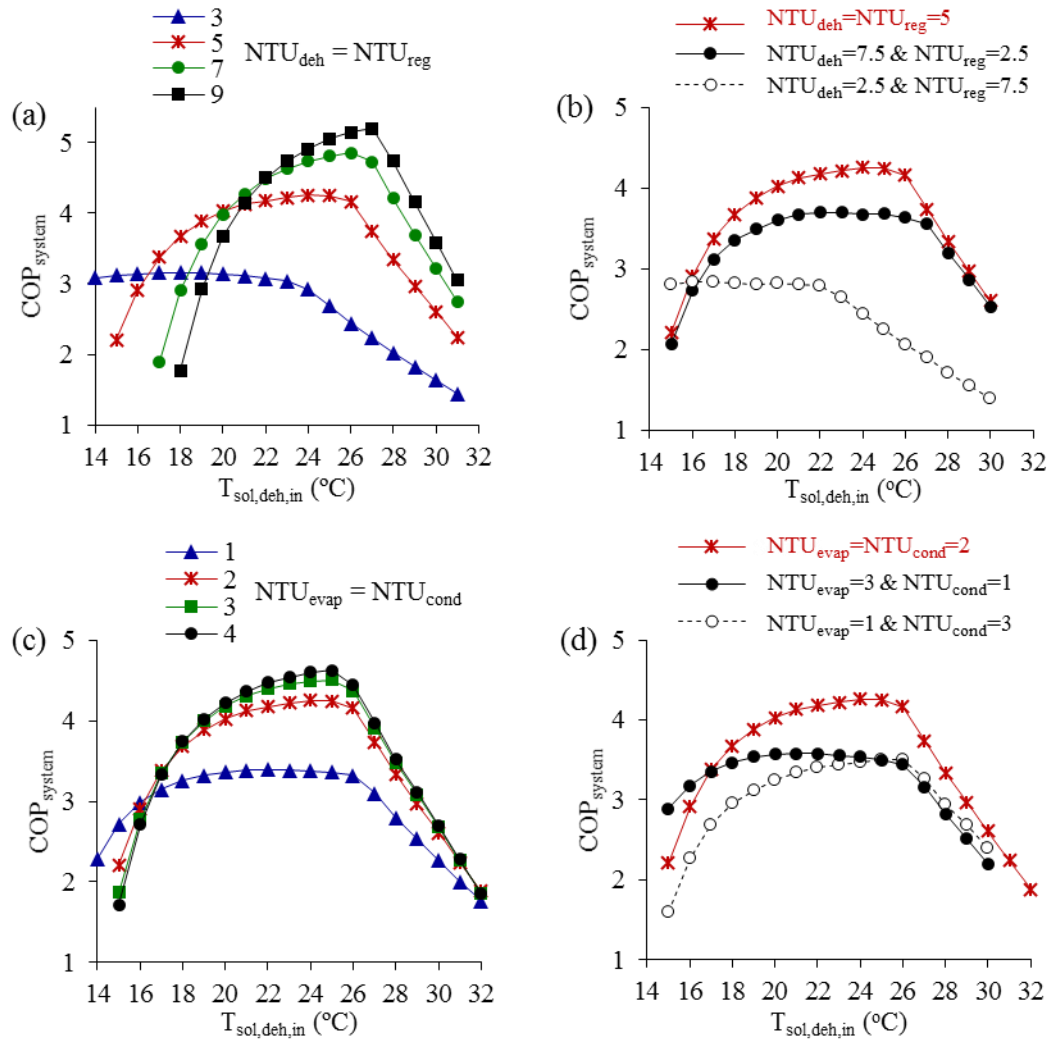 3
5
7
9
NTUdeh = NTUreg
(a)
COPsystem
5
4
3
2
1
14 16 18 20 22 24 26 28 30 32
Tsol,deh,in (ºC)
NTUdeh=NTUreg=5
NTUdeh=7.5 & NTUreg=2.5
NTUdeh=2.5 & NTUreg=7.5
(b)
COPsystem
5
4
3
2
1
14 16 18 20 22 24 26 28 30 32
Tsol,deh,in (ºC)
1
2
3
4
NTUevap = NTUcond
(c)
COPsystem
5
4
3
2
1
14 16 18 20 22 24 26 28 30 32
Tsol,deh,in (ºC)
NTUevap=NTUcond=2
NTUevap=3 & NTUcond=1
NTUevap=1 & NTUcond=3
(d)
COPsystem
5
4
3
2
1
14 16 18 20 22 24 26 28 30 32
Tsol,deh,in (ºC)